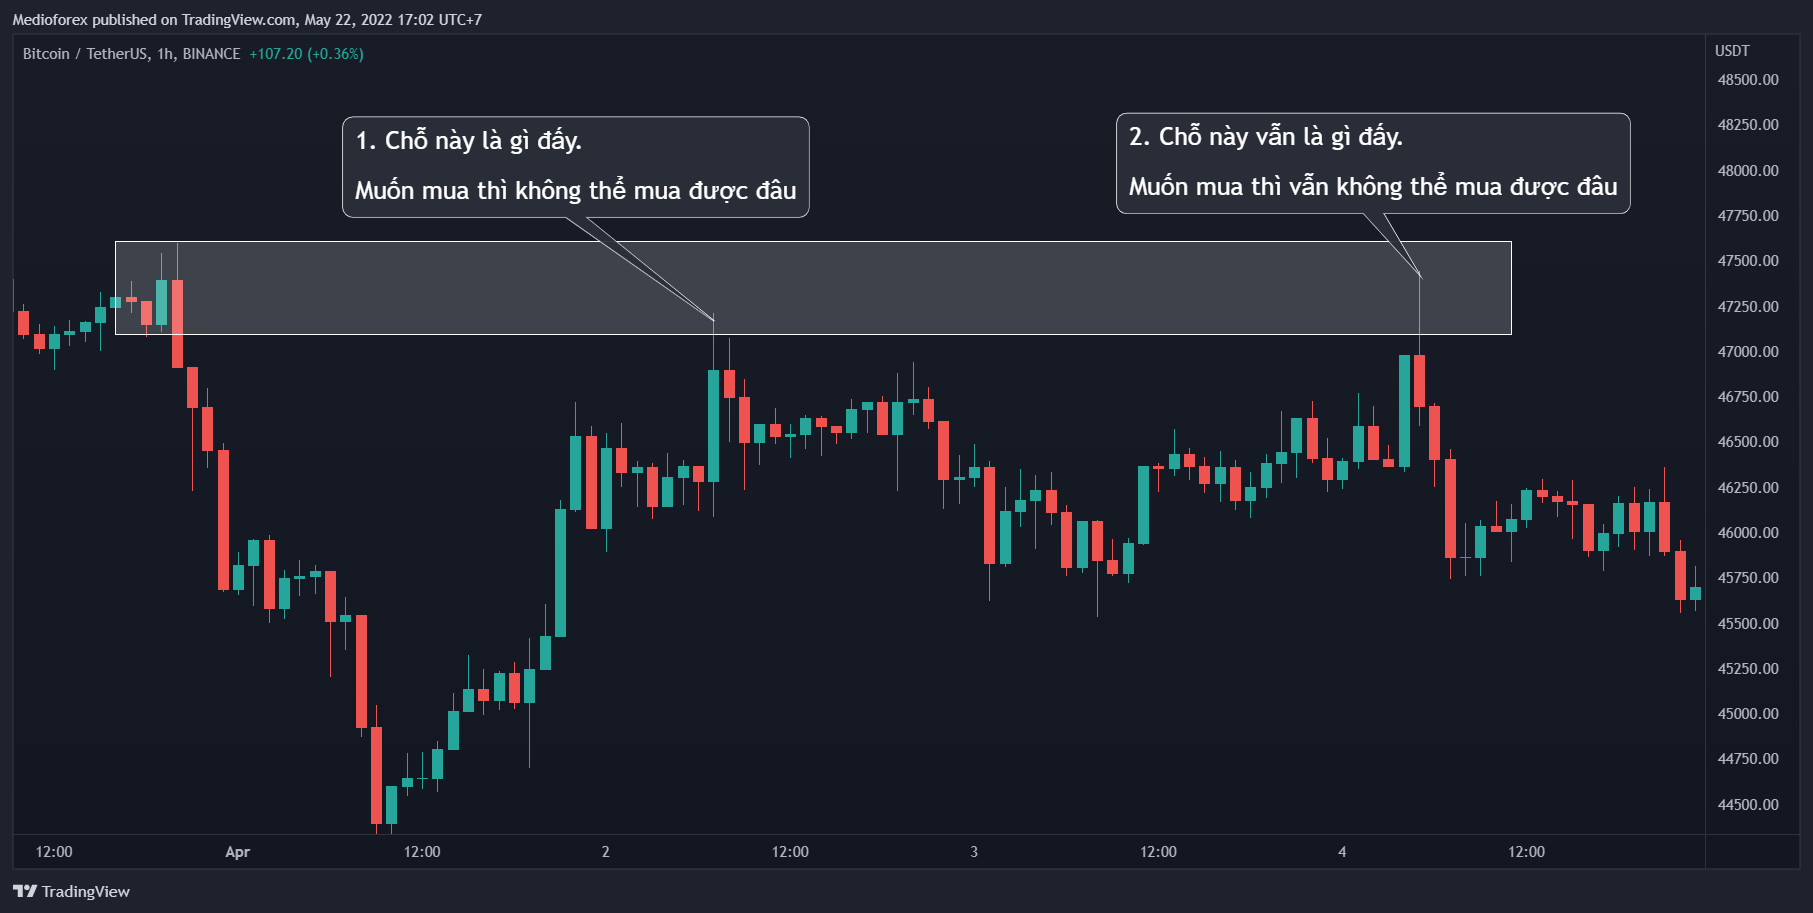 Medioforex published on TradingView.com, May 22, 2022 17:02 UTC+7
Bitcoin / TetherUS, 1h, BINANCE +107.20 (+0.36%)
USDT
1. Chỗ này là gì đấy.
Muốn mua thì không thể mua được đâu
2. Chỗ này vẫn là gì đấy.
Muốn mua thì vẫn không thể mua được đâu
48500.00
48250.00
48000.00
47750.00
47500.00
47250.00
47000.00
46750.00
46500.00
46250.00
46000.00
45750.00
45500.00
45250.00
45000.00
44750.00
44500.00
12:00 Apr 12:00 2 12:00 3 12:00 4 12:00
TradingView